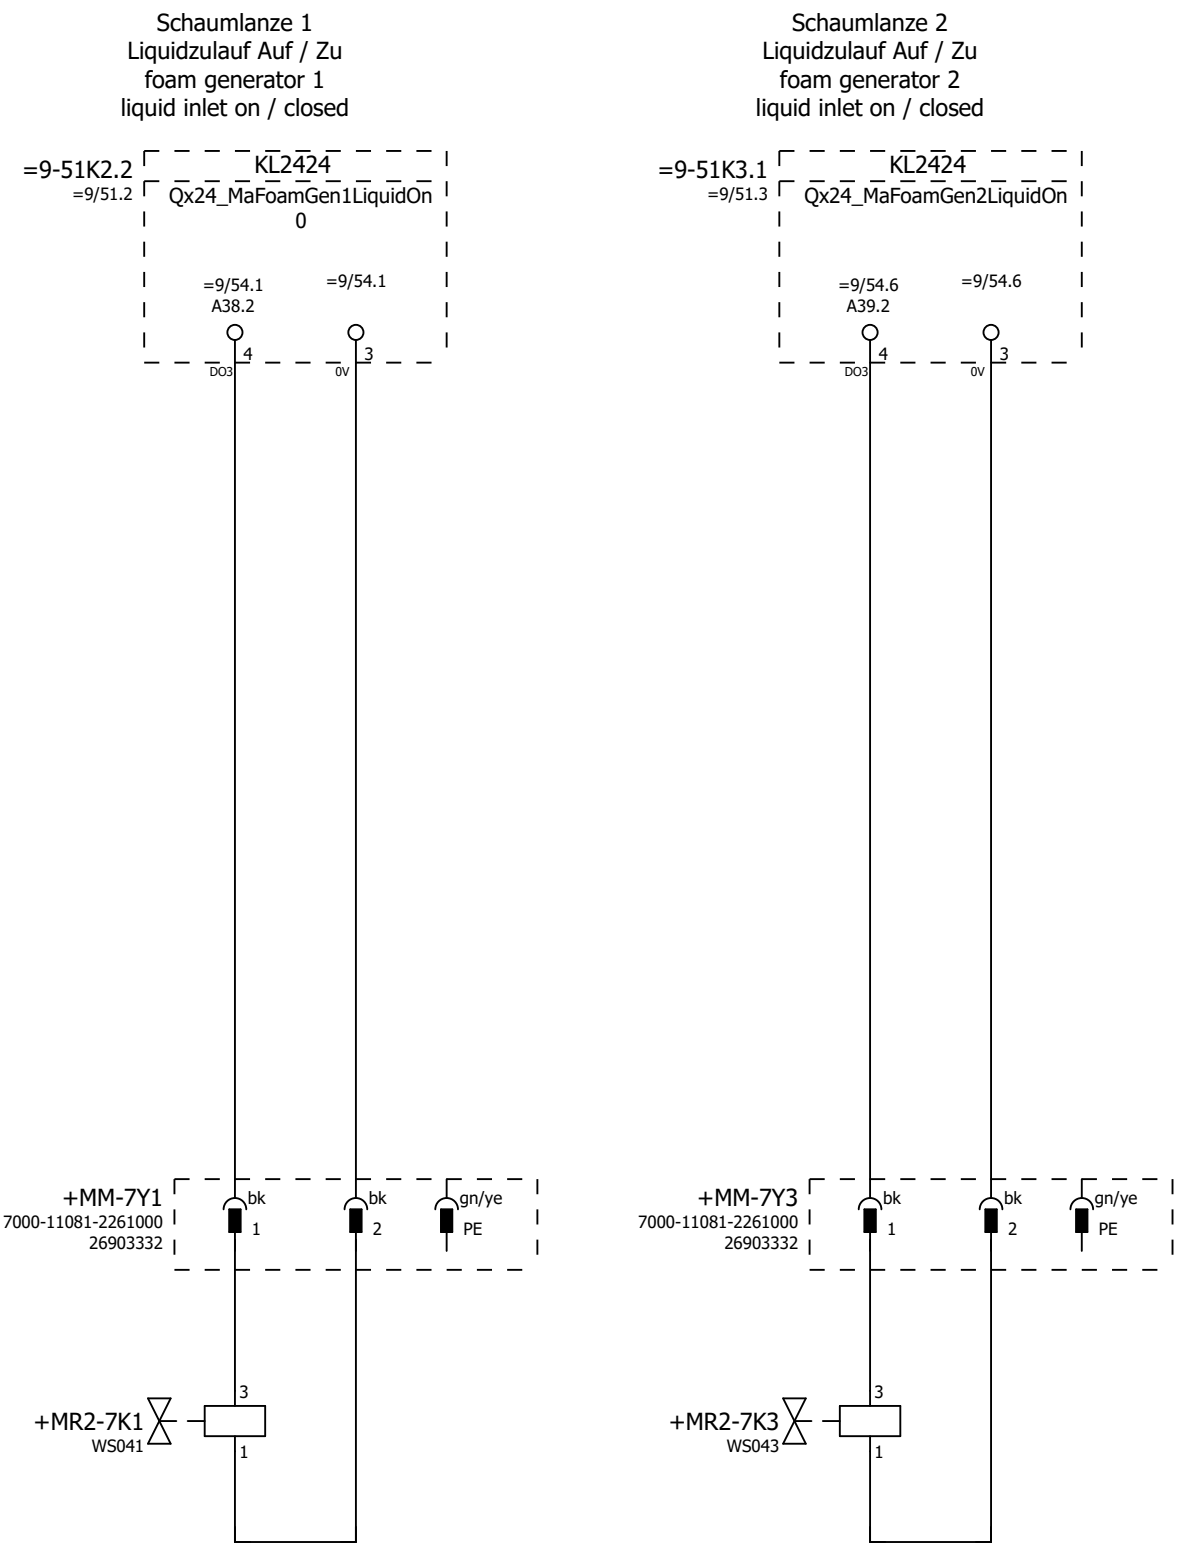 Schaumlanze 1
Liquidzulauf Auf / Zu
foam generator 1
liquid inlet on / closed
=9-51K2.2
=9/51.2
KL2424
Qx24_MaFoamGen1LiquidOn
0
=9/54.1
A38.2
=9/54.1
4
DO3
3
0V
+MM-7Y1
7000-11081-2261000
26903332
bk
1
bk
2
gn/ye
PE
+MR2-7K1
WS041
3
1
Schaumlanze 2
Liquidzulauf Auf / Zu
foam generator 2
liquid inlet on / closed
=9-51K3.1
=9/51.3
KL2424
Qx24_MaFoamGen2LiquidOn
=9/54.6
A39.2
=9/54.6
4
DO3
3
0V
+MM-7Y3
7000-11081-2261000
26903332
bk
1
bk
2
gn/ye
PE
+MR2-7K3
WS043
3
1